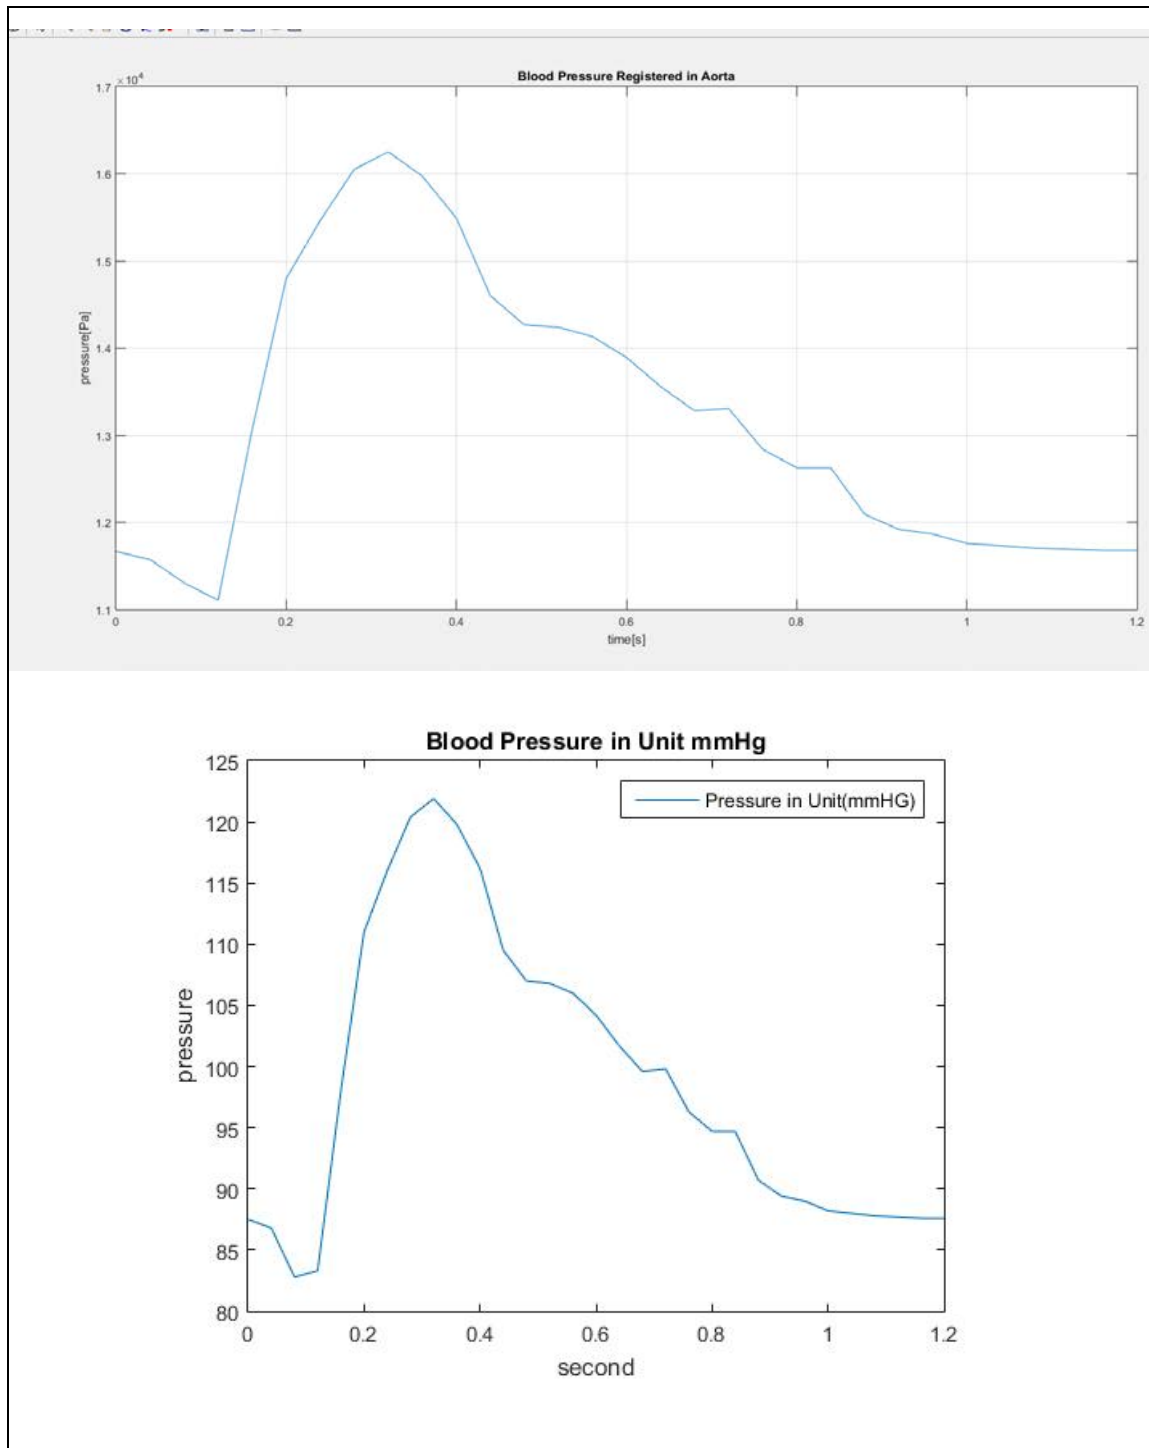 Blood Pressure Registered in Aorta
× 10⁴
1.7
1.6
1.5
1.4
1.3
1.2
1.1
pressure[Pa]
0 0.2 0.4 0.6 0.8 1 1.2
time[s]
Blood Pressure in Unit mmHg
Pressure in Unit(mmHG)
125
120
115
110
105
100
95
90
85
80
pressure
0 0.2 0.4 0.6 0.8 1 1.2
second